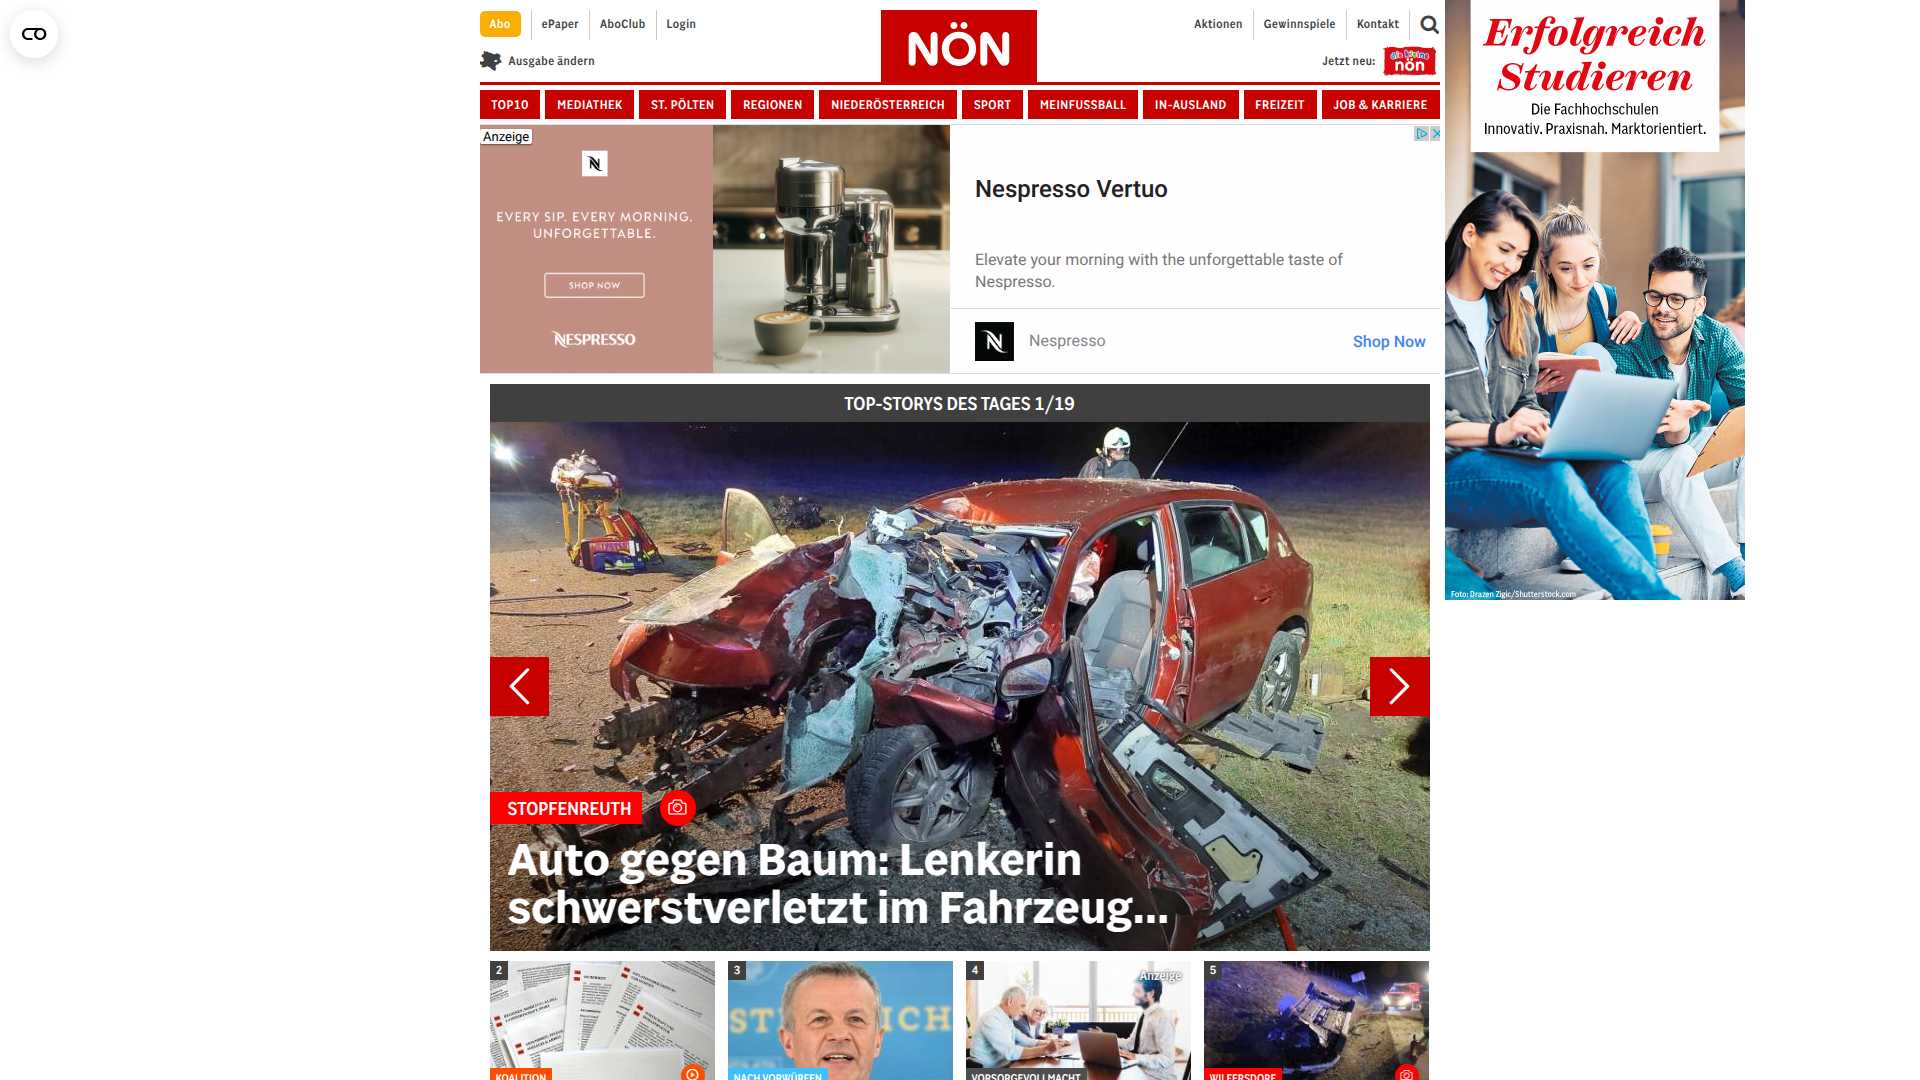 Abo
ePaper
AboClub
Login
Aktionen
Gewinnspiele
Kontakt
NÖN
Ausgabe ändern
Jetzt neu:
die kleine
nön
TOP10
MEDIATHEK
ST. PÖLTEN
REGIONEN
NIEDERÖSTERREICH
SPORT
MEINFUSSBALL
IN-AUSLAND
FREIZEIT
JOB & KARRIERE
Anzeige
EVERY SIP. EVERY MORNING.
UNFORGETTABLE.
SHOP NOW
NESPRESSO
Nespresso Vertuo
Elevate your morning with the unforgettable taste of
Nespresso.
Nespresso
Shop Now
Erfolgreich
Studieren
Die Fachhochschulen
Innovativ. Praxisnah. Marktorientiert.
Foto: Drazen Zigic/Shutterstock.com
TOP-STORYS DES TAGES 1/19
STOPFENREUTH
Auto gegen Baum: Lenkerin
schwerstverletzt im Fahrzeug...
2
KOALITION
3
NACH VORWÜRFEN
4
Anzeige
VORSORGEVOLLMACHT
5
WILFERSDORF